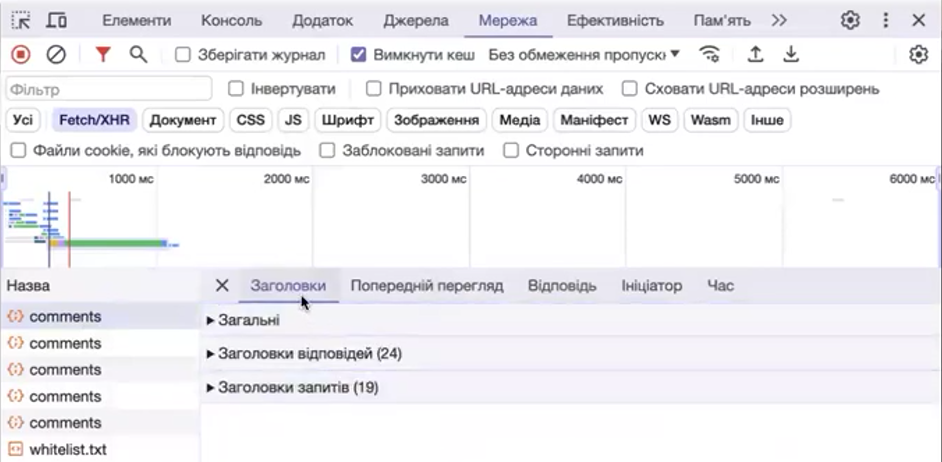 Елементи Консоль Додаток Джерела Мережа Ефективність Пам'ять
Зберігати журнал Вимкнути кеш Без обмеження пропускн
Фільтр Інвертувати Приховати URL-адреси даних Сховати URL-адреси розширень
Усі Fetch/XHR Документ CSS JS Шрифт Зображення Медіа Маніфест WS Wasm Інше
Файли cookie, які блокують відповідь Заблоковані запити Сторонні запити
1000 мс 2000 мс 3000 мс 4000 мс 5000 мс 6000 мс
Назва Заголовки Попередній перегляд Відповідь Ініціатор Час
comments Загальні
comments Заголовки відповідей (24)
comments
comments Заголовки запитів (19)
comments
whitelist.txt